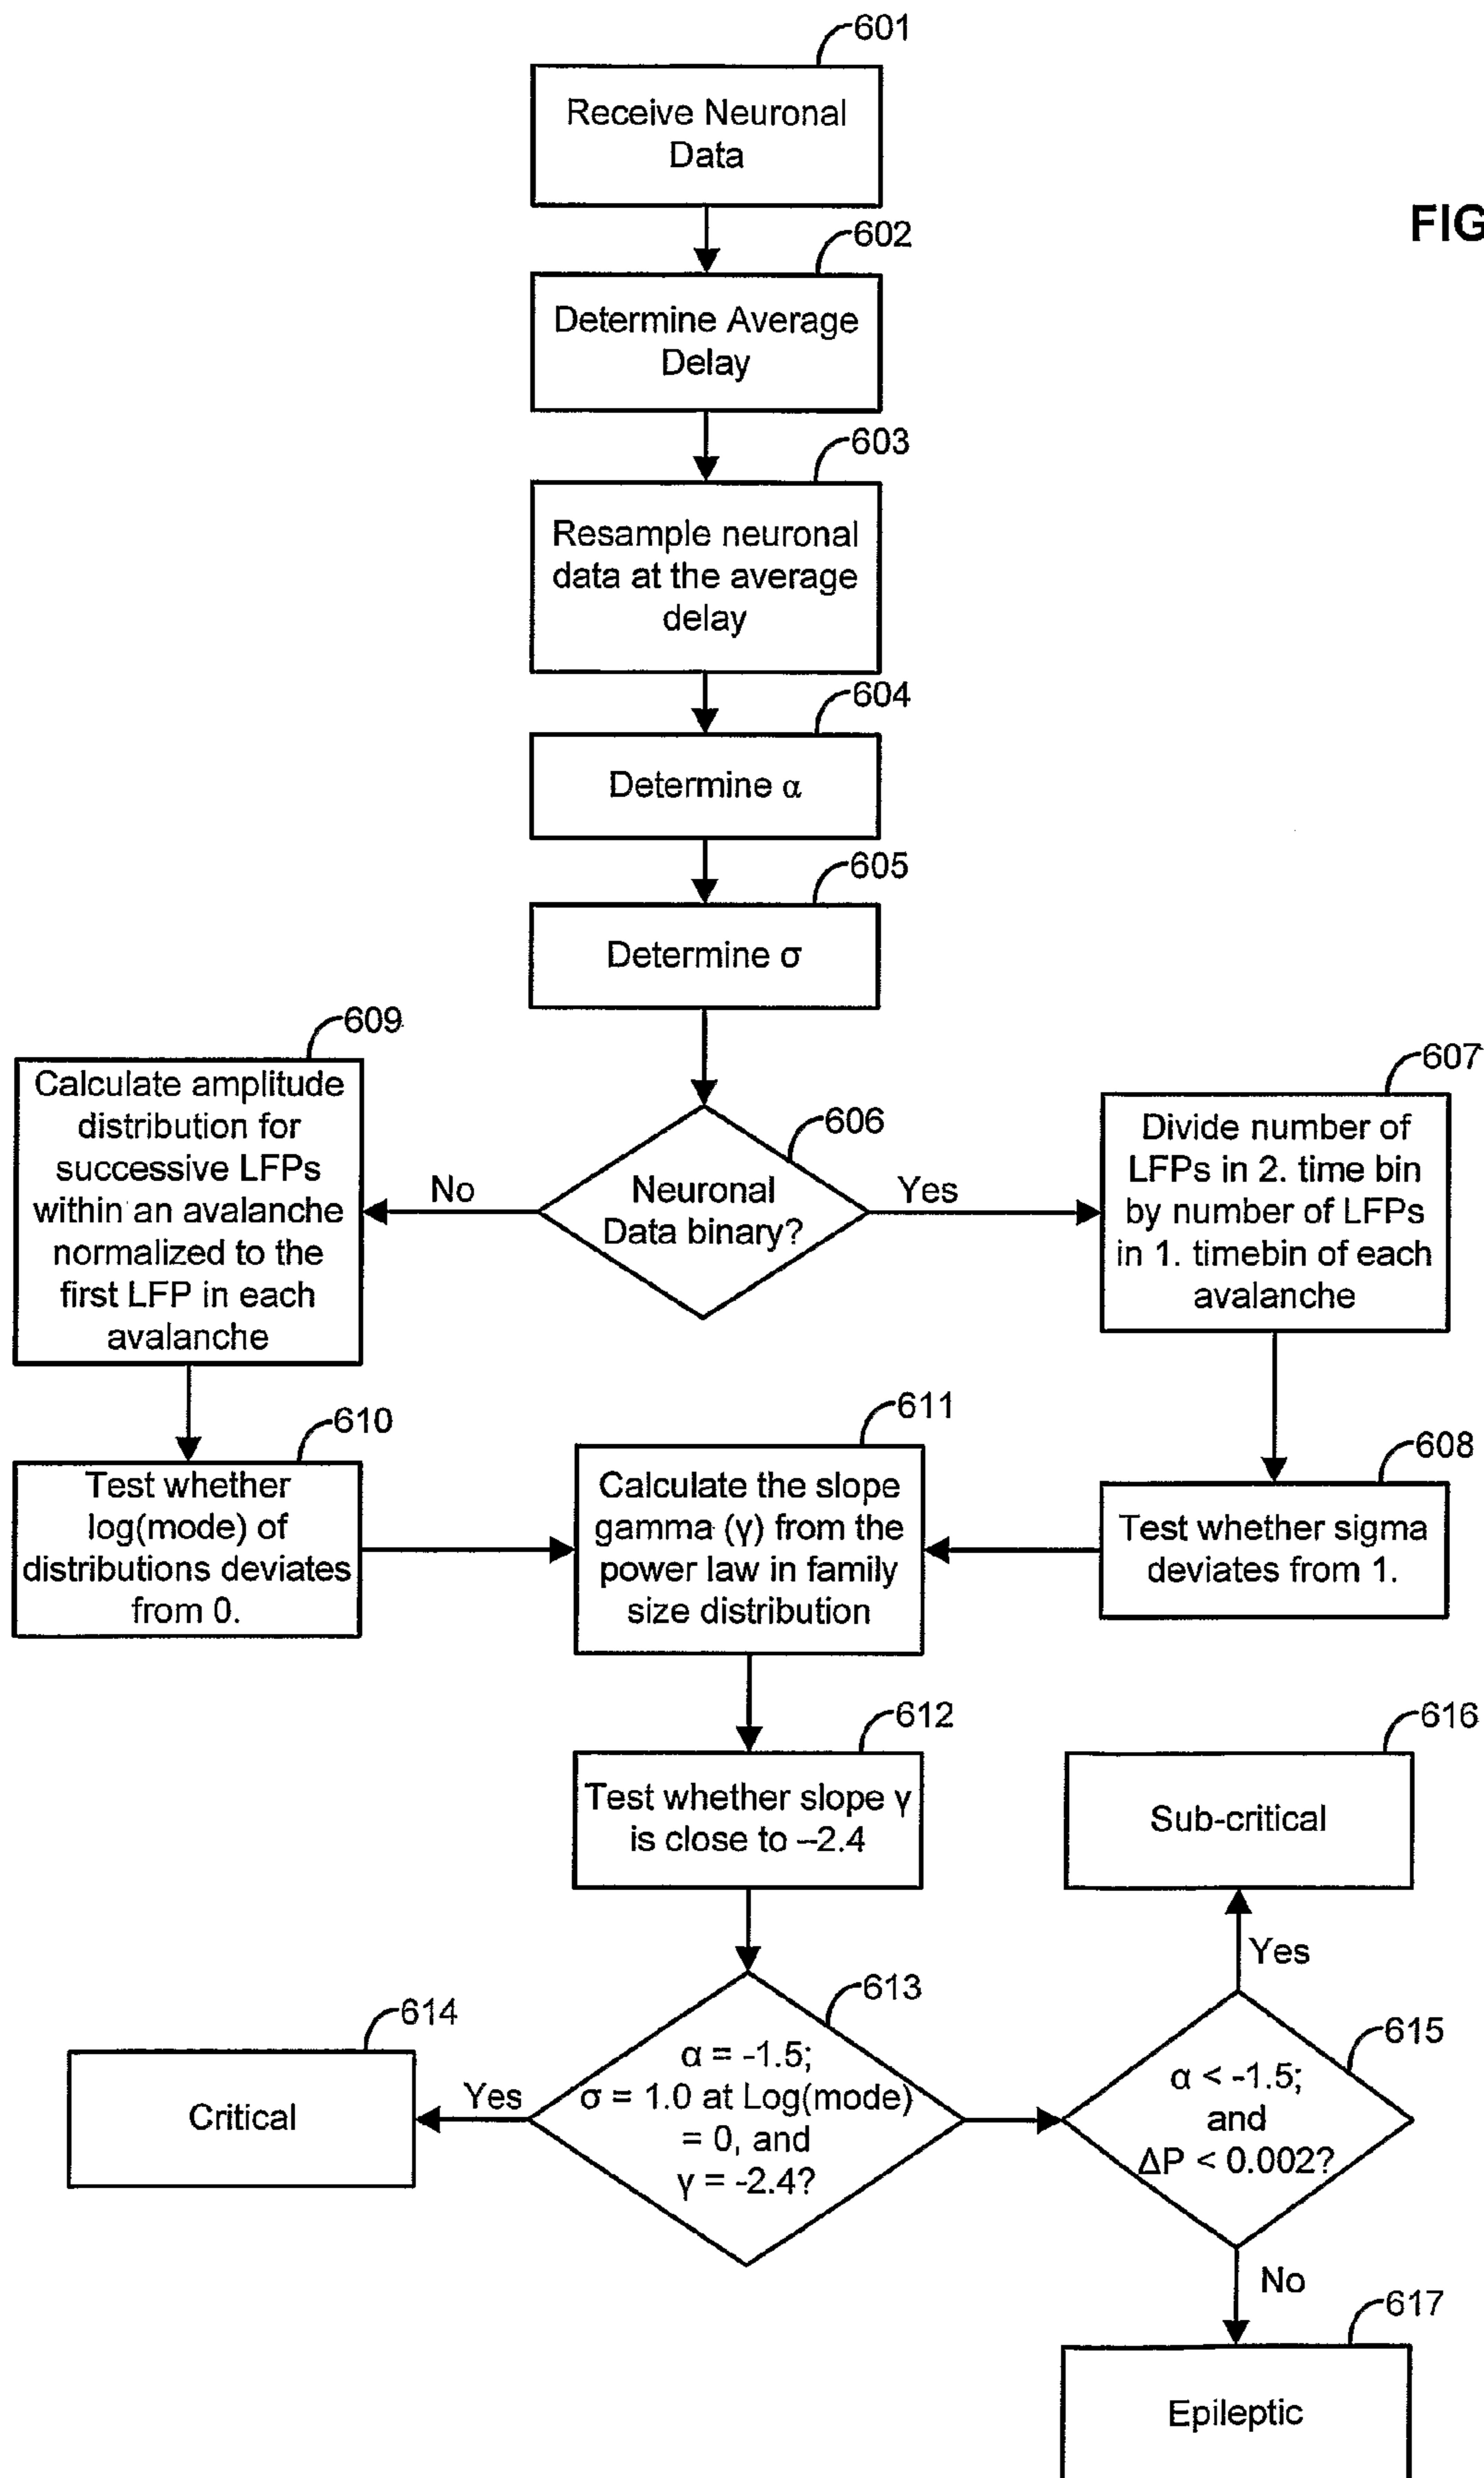 601
Receive Neuronal
Data
FIG
602
Determine Average
Delay
603
Resample neuronal
data at the average
delay
604
Determine α
605
Determine σ
609
Calculate amplitude
distribution for
successive LFPs
within an avalanche
normalized to the
first LFP in each
avalanche
No
606
Neuronal
Data binary?
Yes
607
Divide number of
LFPs in 2. time bin
by number of LFPs
in 1. timebin of each
avalanche
610
Test whether
log(mode) of
distributions deviates
from 0.
611
Calculate the slope
gamma (γ) from the
power law in family
size distribution
608
Test whether sigma
deviates from 1.
612
Test whether slope γ
is close to –2.4
616
Sub-critical
Yes
613
α = -1.5;
σ = 1.0 at Log(mode)
= 0, and
γ = -2.4?
614
Critical
Yes
615
α < -1.5;
and
ΔP < 0.002?
No
617
Epileptic